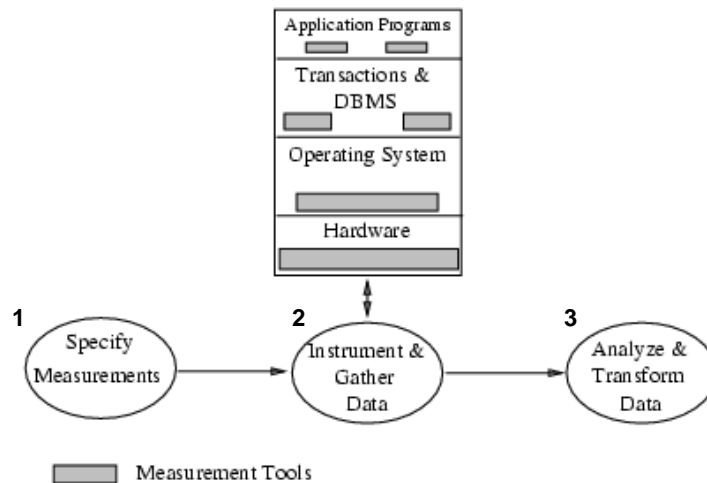 Application Programs
Transactions &
DBMS
Operating System
Hardware
1
Specify
Measurements
2
Instrument &
Gather
Data
3
Analyze &
Transform
Data
Measurement Tools